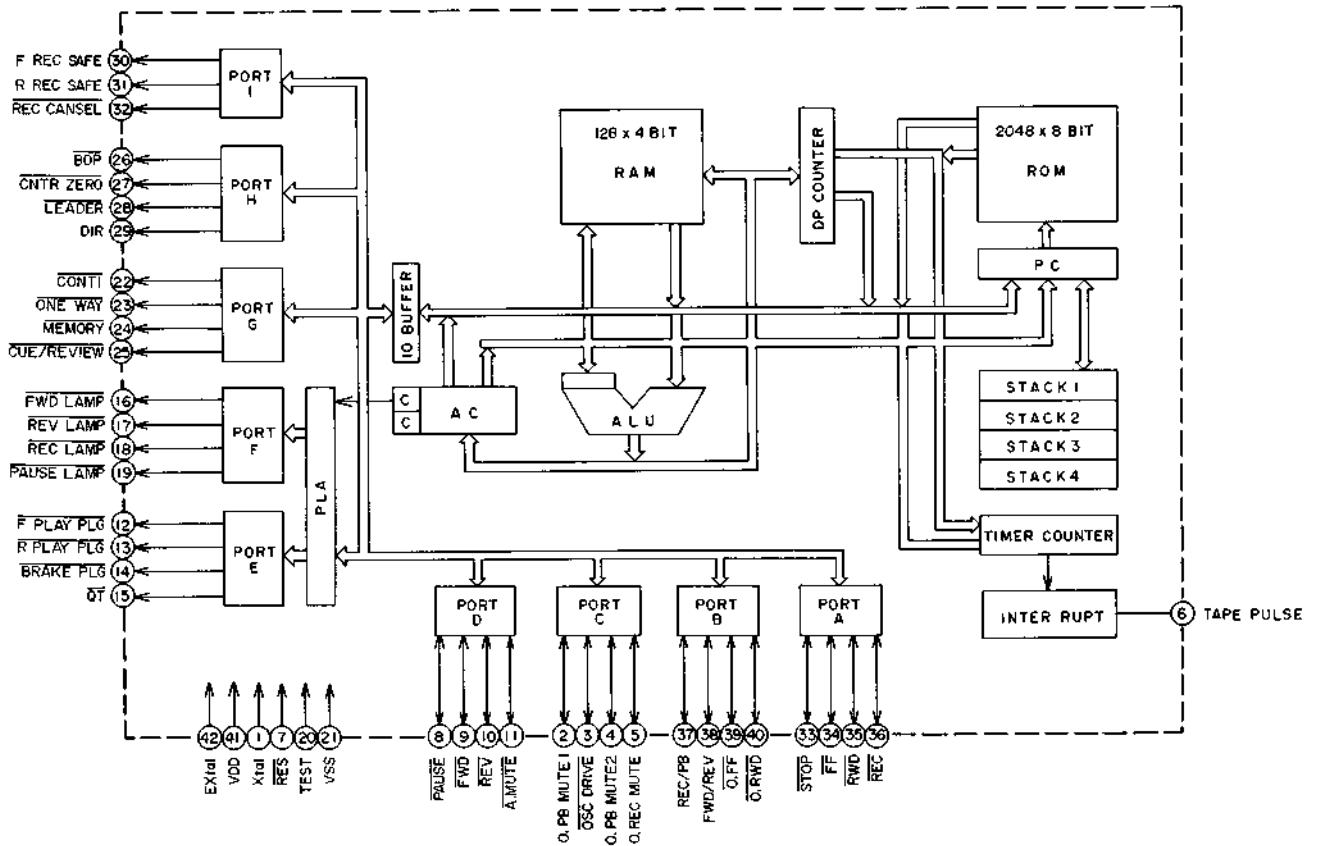 F REC SAFE 30
R REC SAFE 31
REC CANSEL 32
PORT
I
BOP 26
CNTR ZERO 27
LEADER 28
DIR 29
PORT
H
CONTI 22
ONE WAY 23
MEMORY 24
CUE/REVIEW 25
PORT
G
FWD LAMP 16
REV LAMP 17
REC LAMP 18
PAUSE LAMP 19
PORT
F
F PLAY PLG 12
R PLAY PLG 13
BRAKE PLG 14
QT 15
PORT
E
PLA
IO BUFFER
C
C
AC
128 x 4 BIT
RAM
ALU
DP COUNTER
2048 x 8 BIT
ROM
PC
STACK 1
STACK 2
STACK 3
STACK 4
TIMER COUNTER
INTER RUPT
6 TAPE PULSE
PORT
D
PORT
C
PORT
B
PORT
A
42 EXtal
41 VDD
1 Xtal
7 RES
20 TEST
21 VSS
8 PAUSE
9 FWD
10 REV
11 A.MUTE
2 O.PB MUTE1
3 OSC DRIVE
4 O.PB MUTE2
5 O.REC MUTE
37 REC/PB
38 FWD/REV
39 O.FF
40 O.RWD
33 STOP
34 FF
35 RWD
36 REC